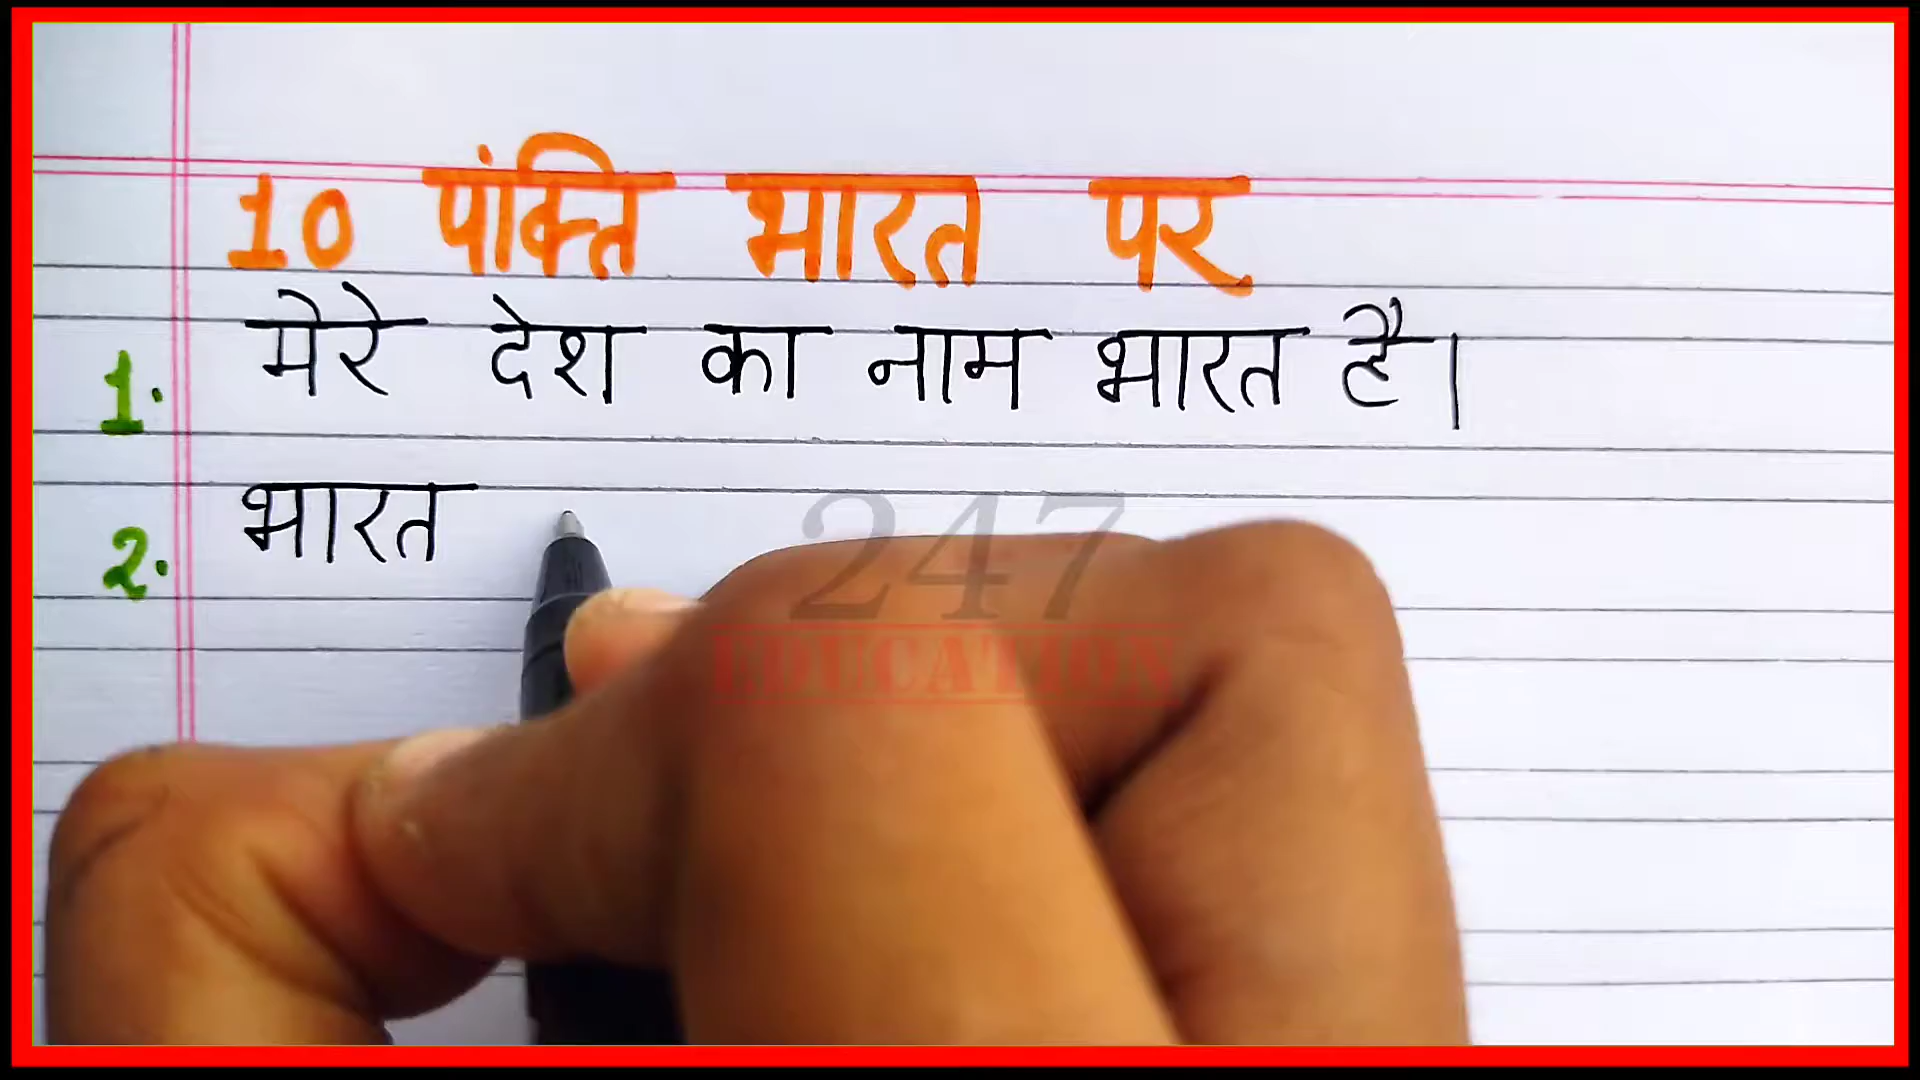 10 पंक्ति भारत पर
1. मेरे देश का नाम भारत है।
2. भारत
247
EDUCATION